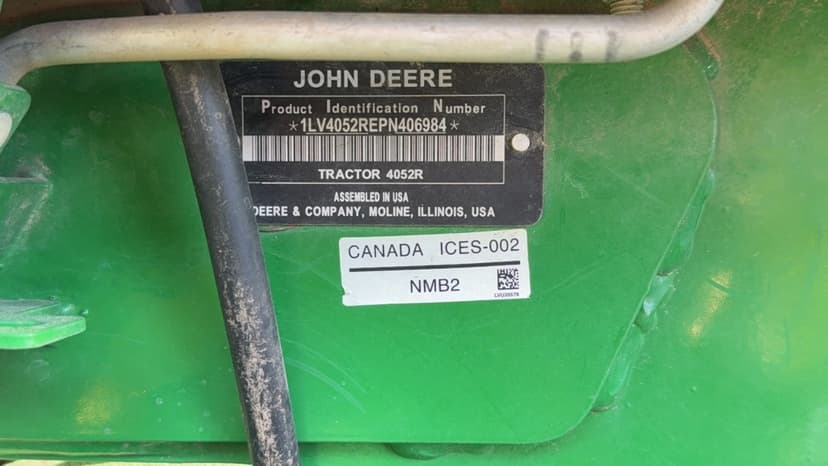 JOHN DEERE
Product Identification Number
*1LV4052REPN406984*
TRACTOR 4052R
ASSEMBLED IN USA
DEERE & COMPANY, MOLINE, ILLINOIS, USA
CANADA ICES-002
NMB2